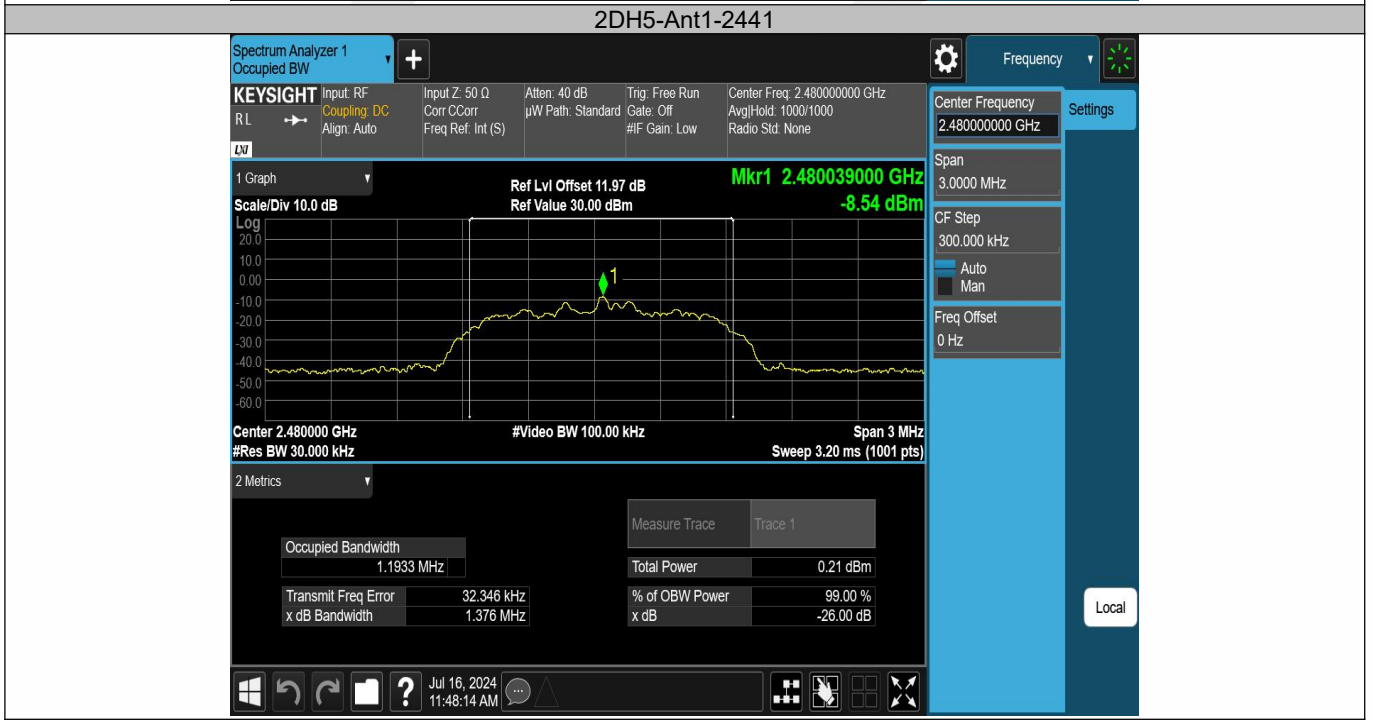 2DH5-Ant1-2441
Spectrum Analyzer 1
Occupied BW
+
Frequency
KEYSIGHT
RL
LXI
Input: RF
Coupling: DC
Align: Auto
Input Z: 50 Ω
Corr CCorr
Freq Ref: Int (S)
Atten: 40 dB
µW Path: Standard
Trig: Free Run
Gate: Off
#IF Gain: Low
Center Freq: 2.480000000 GHz
Avg|Hold: 1000/1000
Radio Std: None
Center Frequency
2.480000000 GHz
Settings
Span
3.0000 MHz
CF Step
300.000 kHz
Auto
Man
Freq Offset
0 Hz
Local
1 Graph
Scale/Div 10.0 dB
Ref Lvl Offset 11.97 dB
Ref Value 30.00 dBm
Mkr1 2.480039000 GHz
-8.54 dBm
Log
20.0
10.0
0.00
-10.0
-20.0
-30.0
-40.0
-50.0
-60.0
1
Center 2.480000 GHz
#Video BW 100.00 kHz
Span 3 MHz
#Res BW 30.000 kHz
Sweep 3.20 ms (1001 pts)
2 Metrics
Measure Trace Trace 1
Occupied Bandwidth
1.1933 MHz
Total Power 0.21 dBm
Transmit Freq Error 32.346 kHz
% of OBW Power 99.00 %
x dB Bandwidth 1.376 MHz
x dB -26.00 dB
?
Jul 16, 2024
11:48:14 AM